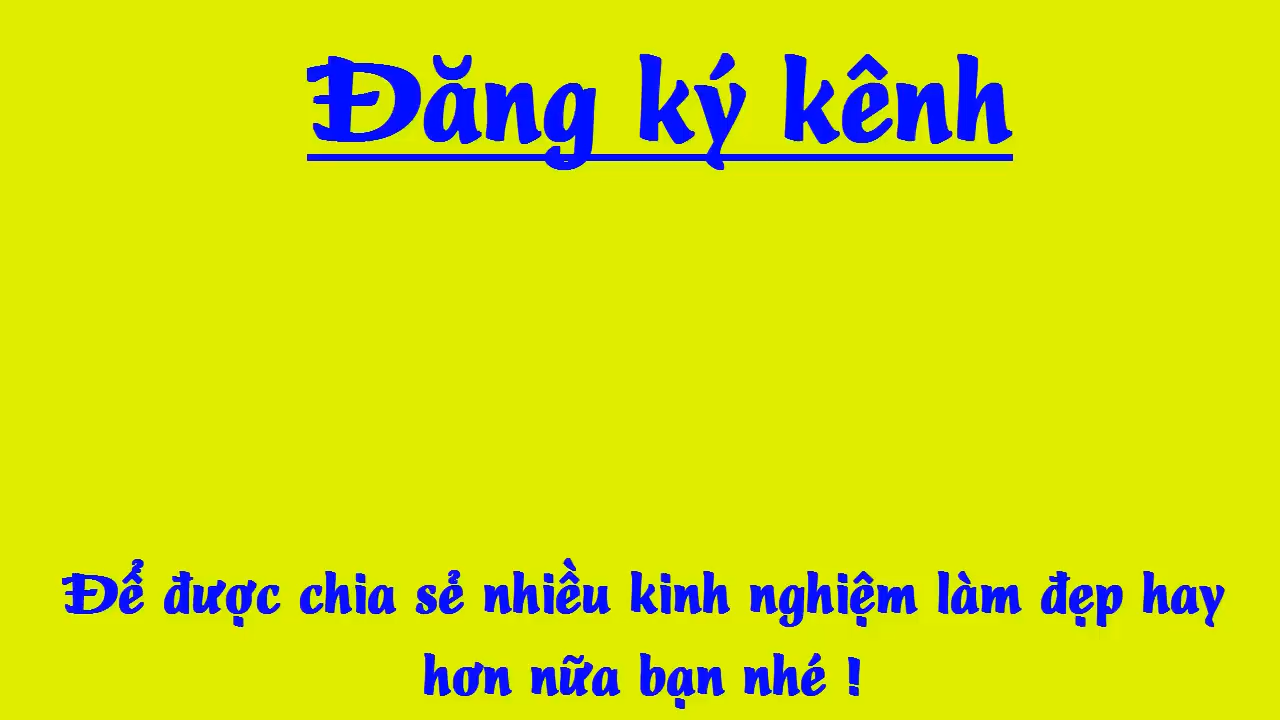 Đăng ký kênh
Để được chia sẻ nhiều kinh nghiệm làm đẹp hay
hơn nữa bạn nhé !